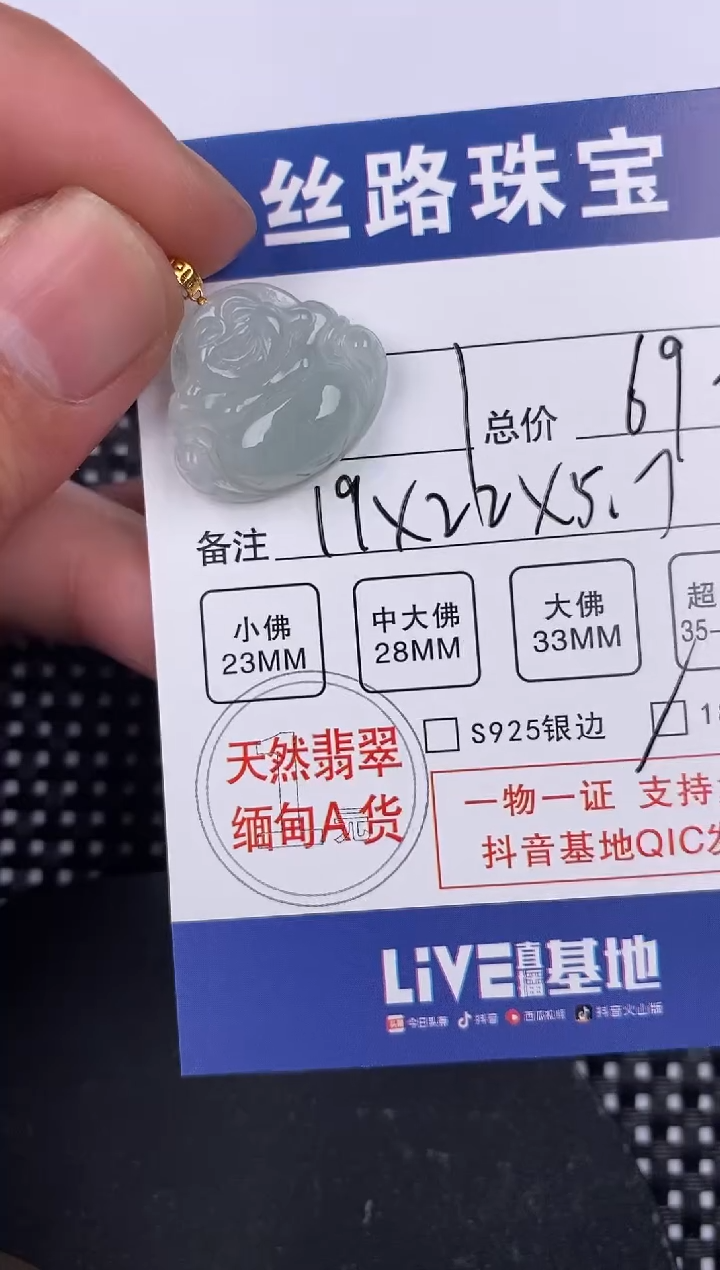 丝路珠宝
总价 69
备注 19X22X5.7
小佛 中大佛 大佛 超
23MM 28MM 33MM 35-
S925银边 1
天然翡翠
缅甸A货
一物一证 支持
抖音基地QIC发
LiVE直播基地
今日头条 抖音 西瓜视频 抖音火山版